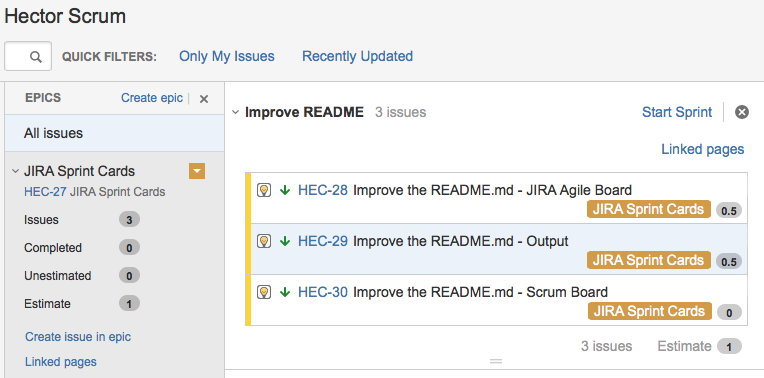 Hector Scrum
QUICK FILTERS: Only My Issues Recently Updated
EPICS Create epic
All issues
JIRA Sprint Cards
HEC-27 JIRA Sprint Cards
Issues 3
Completed 0
Unestimated 0
Estimate 1
Create issue in epic
Linked pages
Improve README 3 issues Start Sprint
Linked pages
HEC-28 Improve the README.md - JIRA Agile Board
JIRA Sprint Cards 0.5
HEC-29 Improve the README.md - Output
JIRA Sprint Cards 0.5
HEC-30 Improve the README.md - Scrum Board
JIRA Sprint Cards 0
3 issues Estimate 1